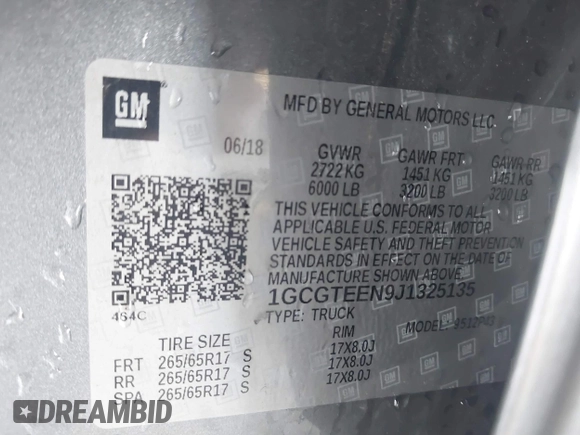 GM
MFD BY GENERAL MOTORS LLC
06/18
GVWR GAWR FRT GAWR RR
2722 KG 1451 KG 1451 KG
6000 LB 3200 LB 3200 LB
THIS VEHICLE CONFORMS TO ALL
APPLICABLE U.S. FEDERAL MOTOR
VEHICLE SAFETY AND THEFT PREVENTION
STANDARDS IN EFFECT ON THE DATE OF
MANUFACTURE SHOWN ABOVE.
1GCGTEEN9J1325135
4S4C
TYPE: TRUCK MODEL:
TIRE SIZE RIM
FRT 265/65R17 S 17X8.0J
RR 265/65R17 S 17X8.0J
SPA 265/65R17 S 17X8.0J
DREAMBID